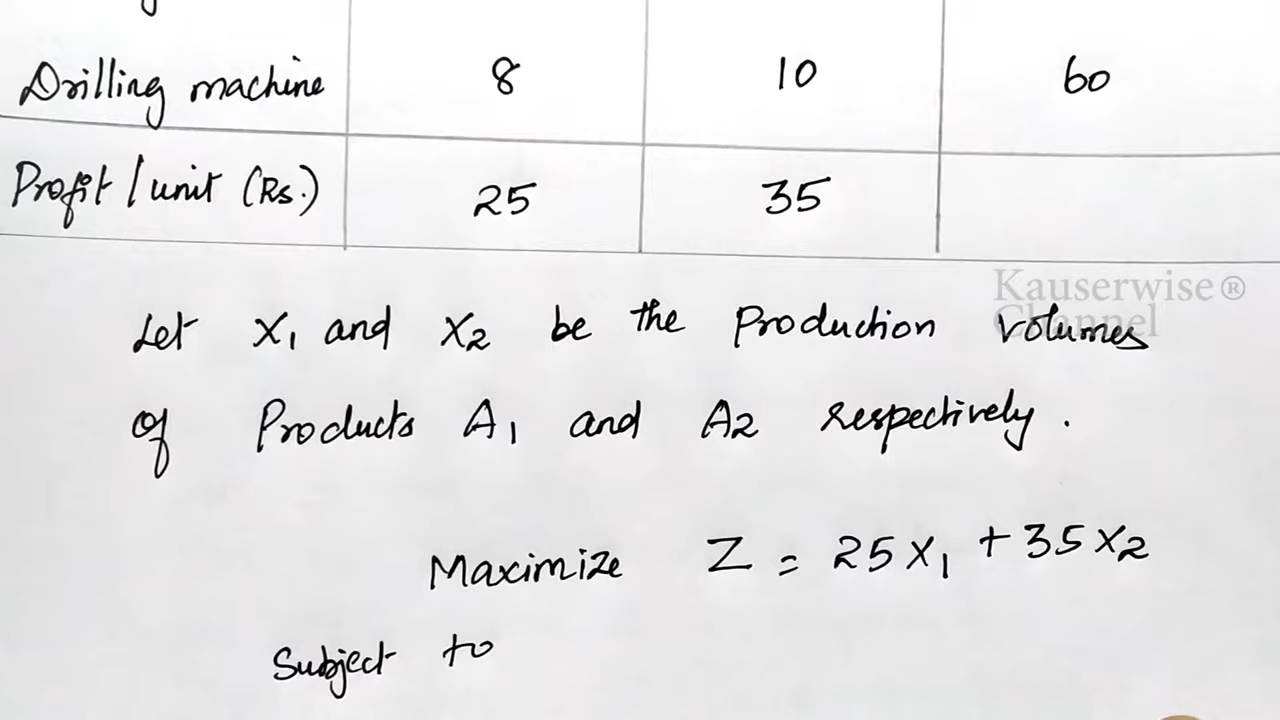 Drilling machine 8 10 60
Profit / unit (Rs.) 25 35
Kauserwise®
Channel
Let X1 and X2 be the Production volumes
of Products A1 and A2 respectively.
Maximize Z = 25X1 + 35X2
Subject to